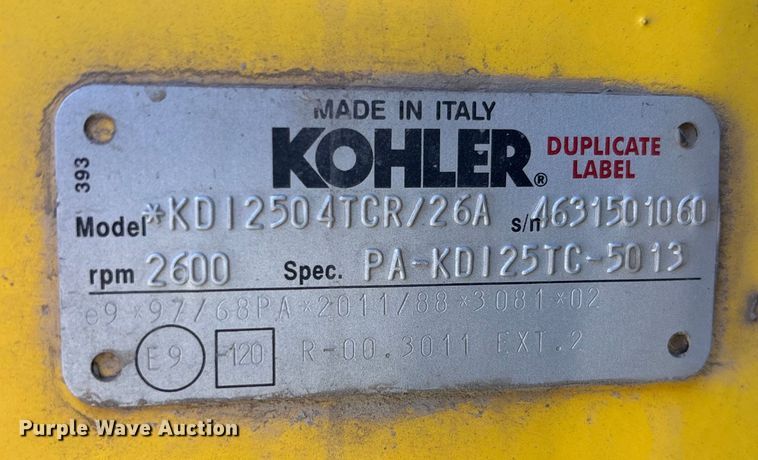 MADE IN ITALY
KOHLER® DUPLICATE LABEL
393
Model *KDI2504TCR/26A s/n 4631501060
rpm 2600 Spec. PA-KDI25TC-5013
e9*97/68PA*2011/88*3081*02
E9 -120 R-00.3011 EXT.2
Purple Wave Auction